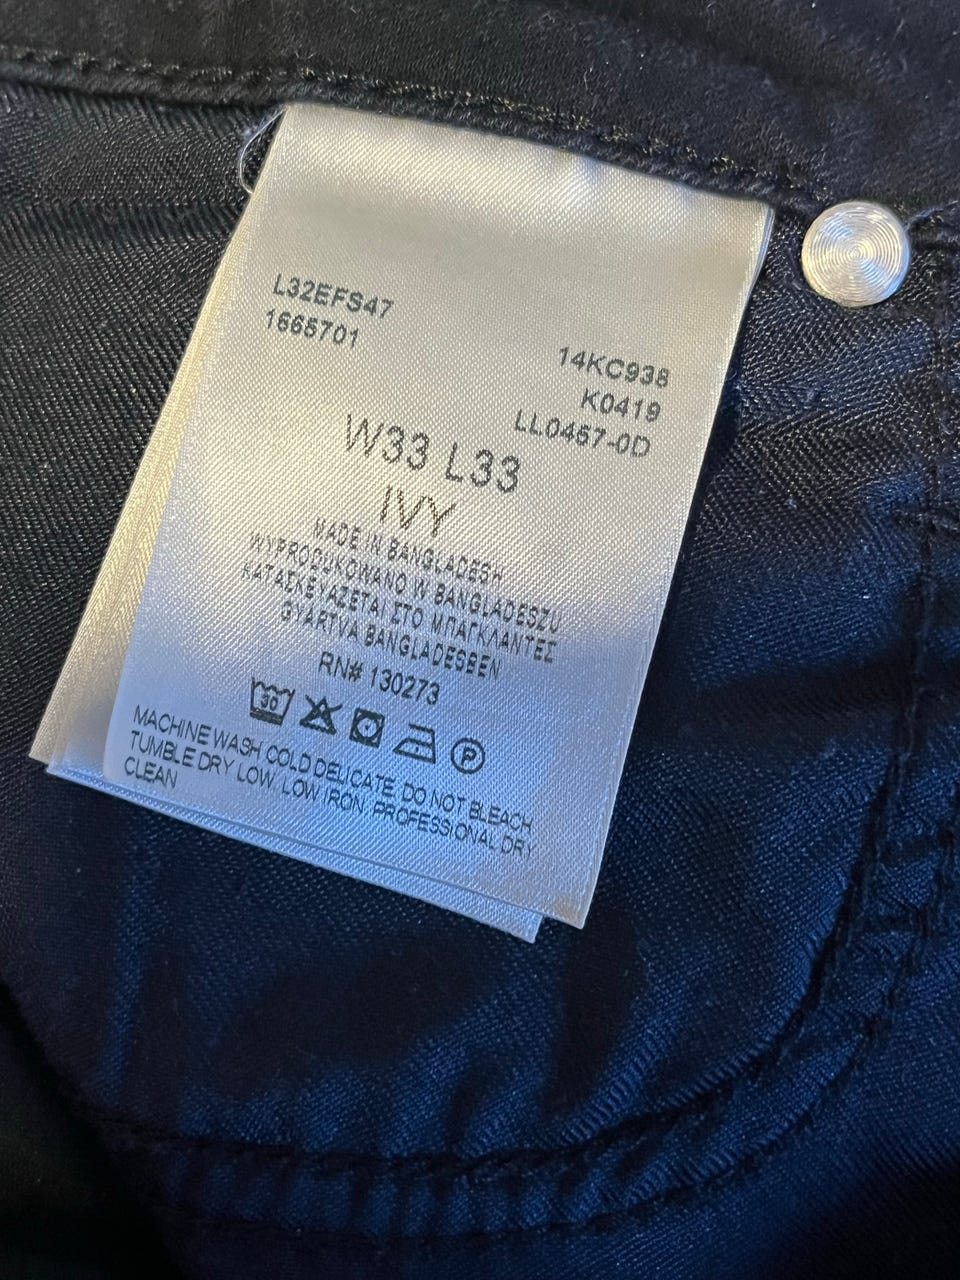 L32EFS47
1665701
14KC938
K0419
LL0457-0D
W33 L33
IVY
MADE IN BANGLADESH
WYPRODUKOWANO W BANGLADESZU
ΚΑΤΑΣΚΕΥΑΖΕΤΑΙ ΣΤΟ ΜΠΑΓΚΛΑΝΤΕΣ
GYÁRTVA BANGLADESBEN
RN# 130273
30
P
MACHINE WASH COLD DELICATE. DO NOT BLEACH.
TUMBLE DRY LOW. LOW IRON. PROFESSIONAL DRY
CLEAN